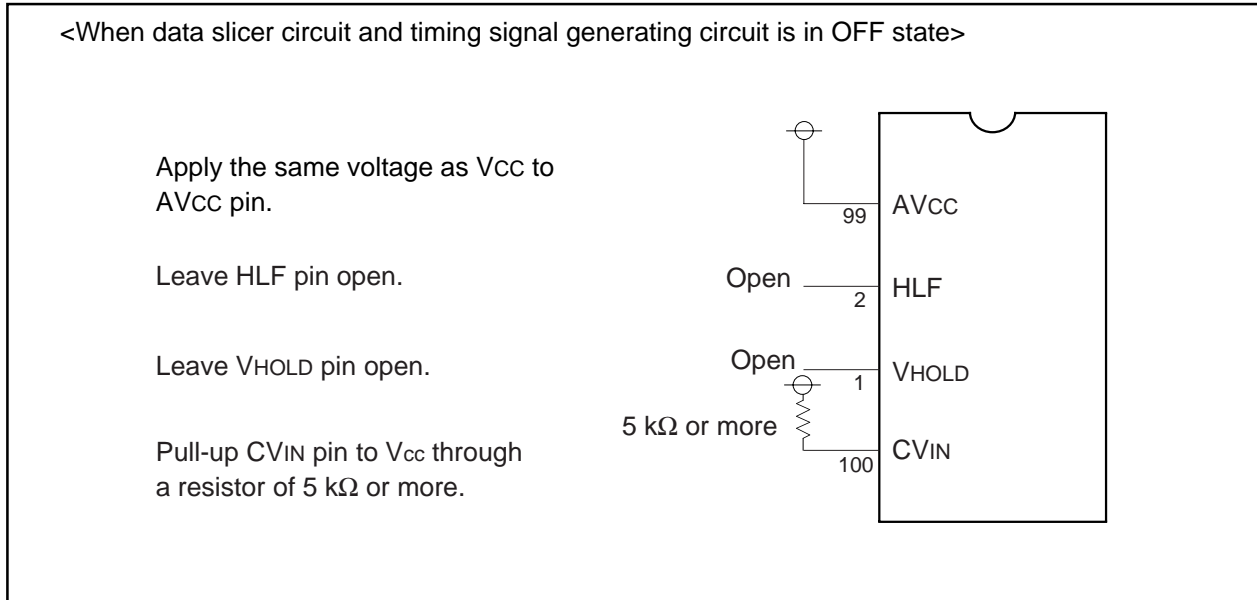 <When data slicer circuit and timing signal generating circuit is in OFF state>
Apply the same voltage as VCC to
AVCC pin.
99
AVCC
Leave HLF pin open.
Open
2
HLF
Leave VHOLD pin open.
Open
1
VHOLD
Pull-up CVIN pin to Vcc through
a resistor of 5 kΩ or more.
5 kΩ or more
100
CVIN